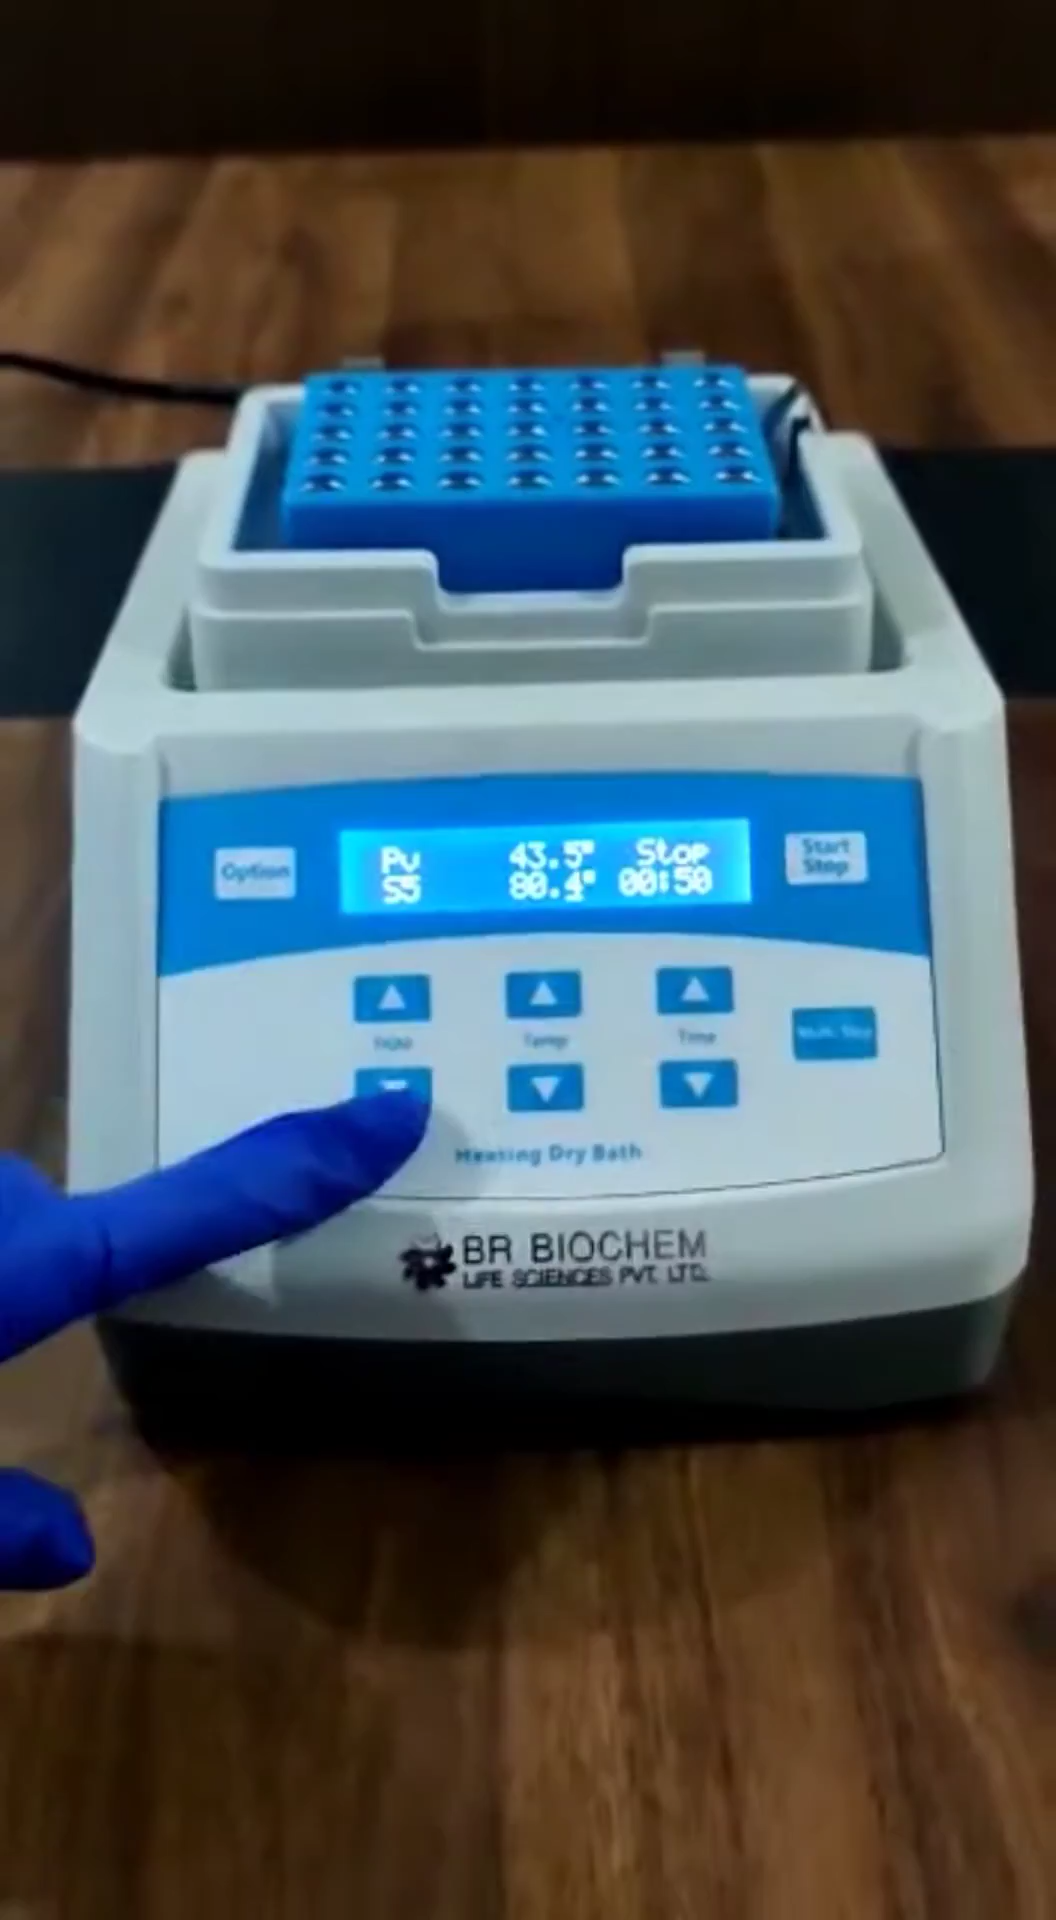 Option
Pv 43.5° Stop
S5 80.4° 00:50
Start
Stop
Temp
Time
Heating Dry Bath
BR BIOCHEM
LIFE SCIENCES PVT. LTD.